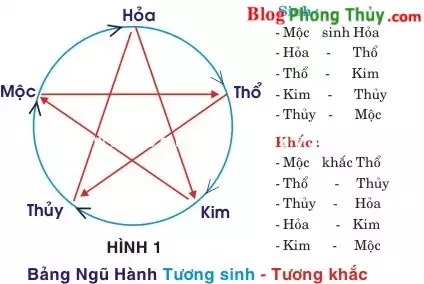 Blog Phong Thủy.com
Sinh:
- Mộc sinh Hỏa
- Hỏa - Thổ
- Thổ - Kim
- Kim - Thủy
- Thủy - Mộc
Khắc:
- Mộc khắc Thổ
- Thổ - Thủy
- Thủy - Hỏa
- Hỏa - Kim
- Kim - Mộc
Hỏa
Mộc
Thổ
Thủy
Kim
HÌNH 1
Bảng Ngũ Hành Tương sinh - Tương khắc